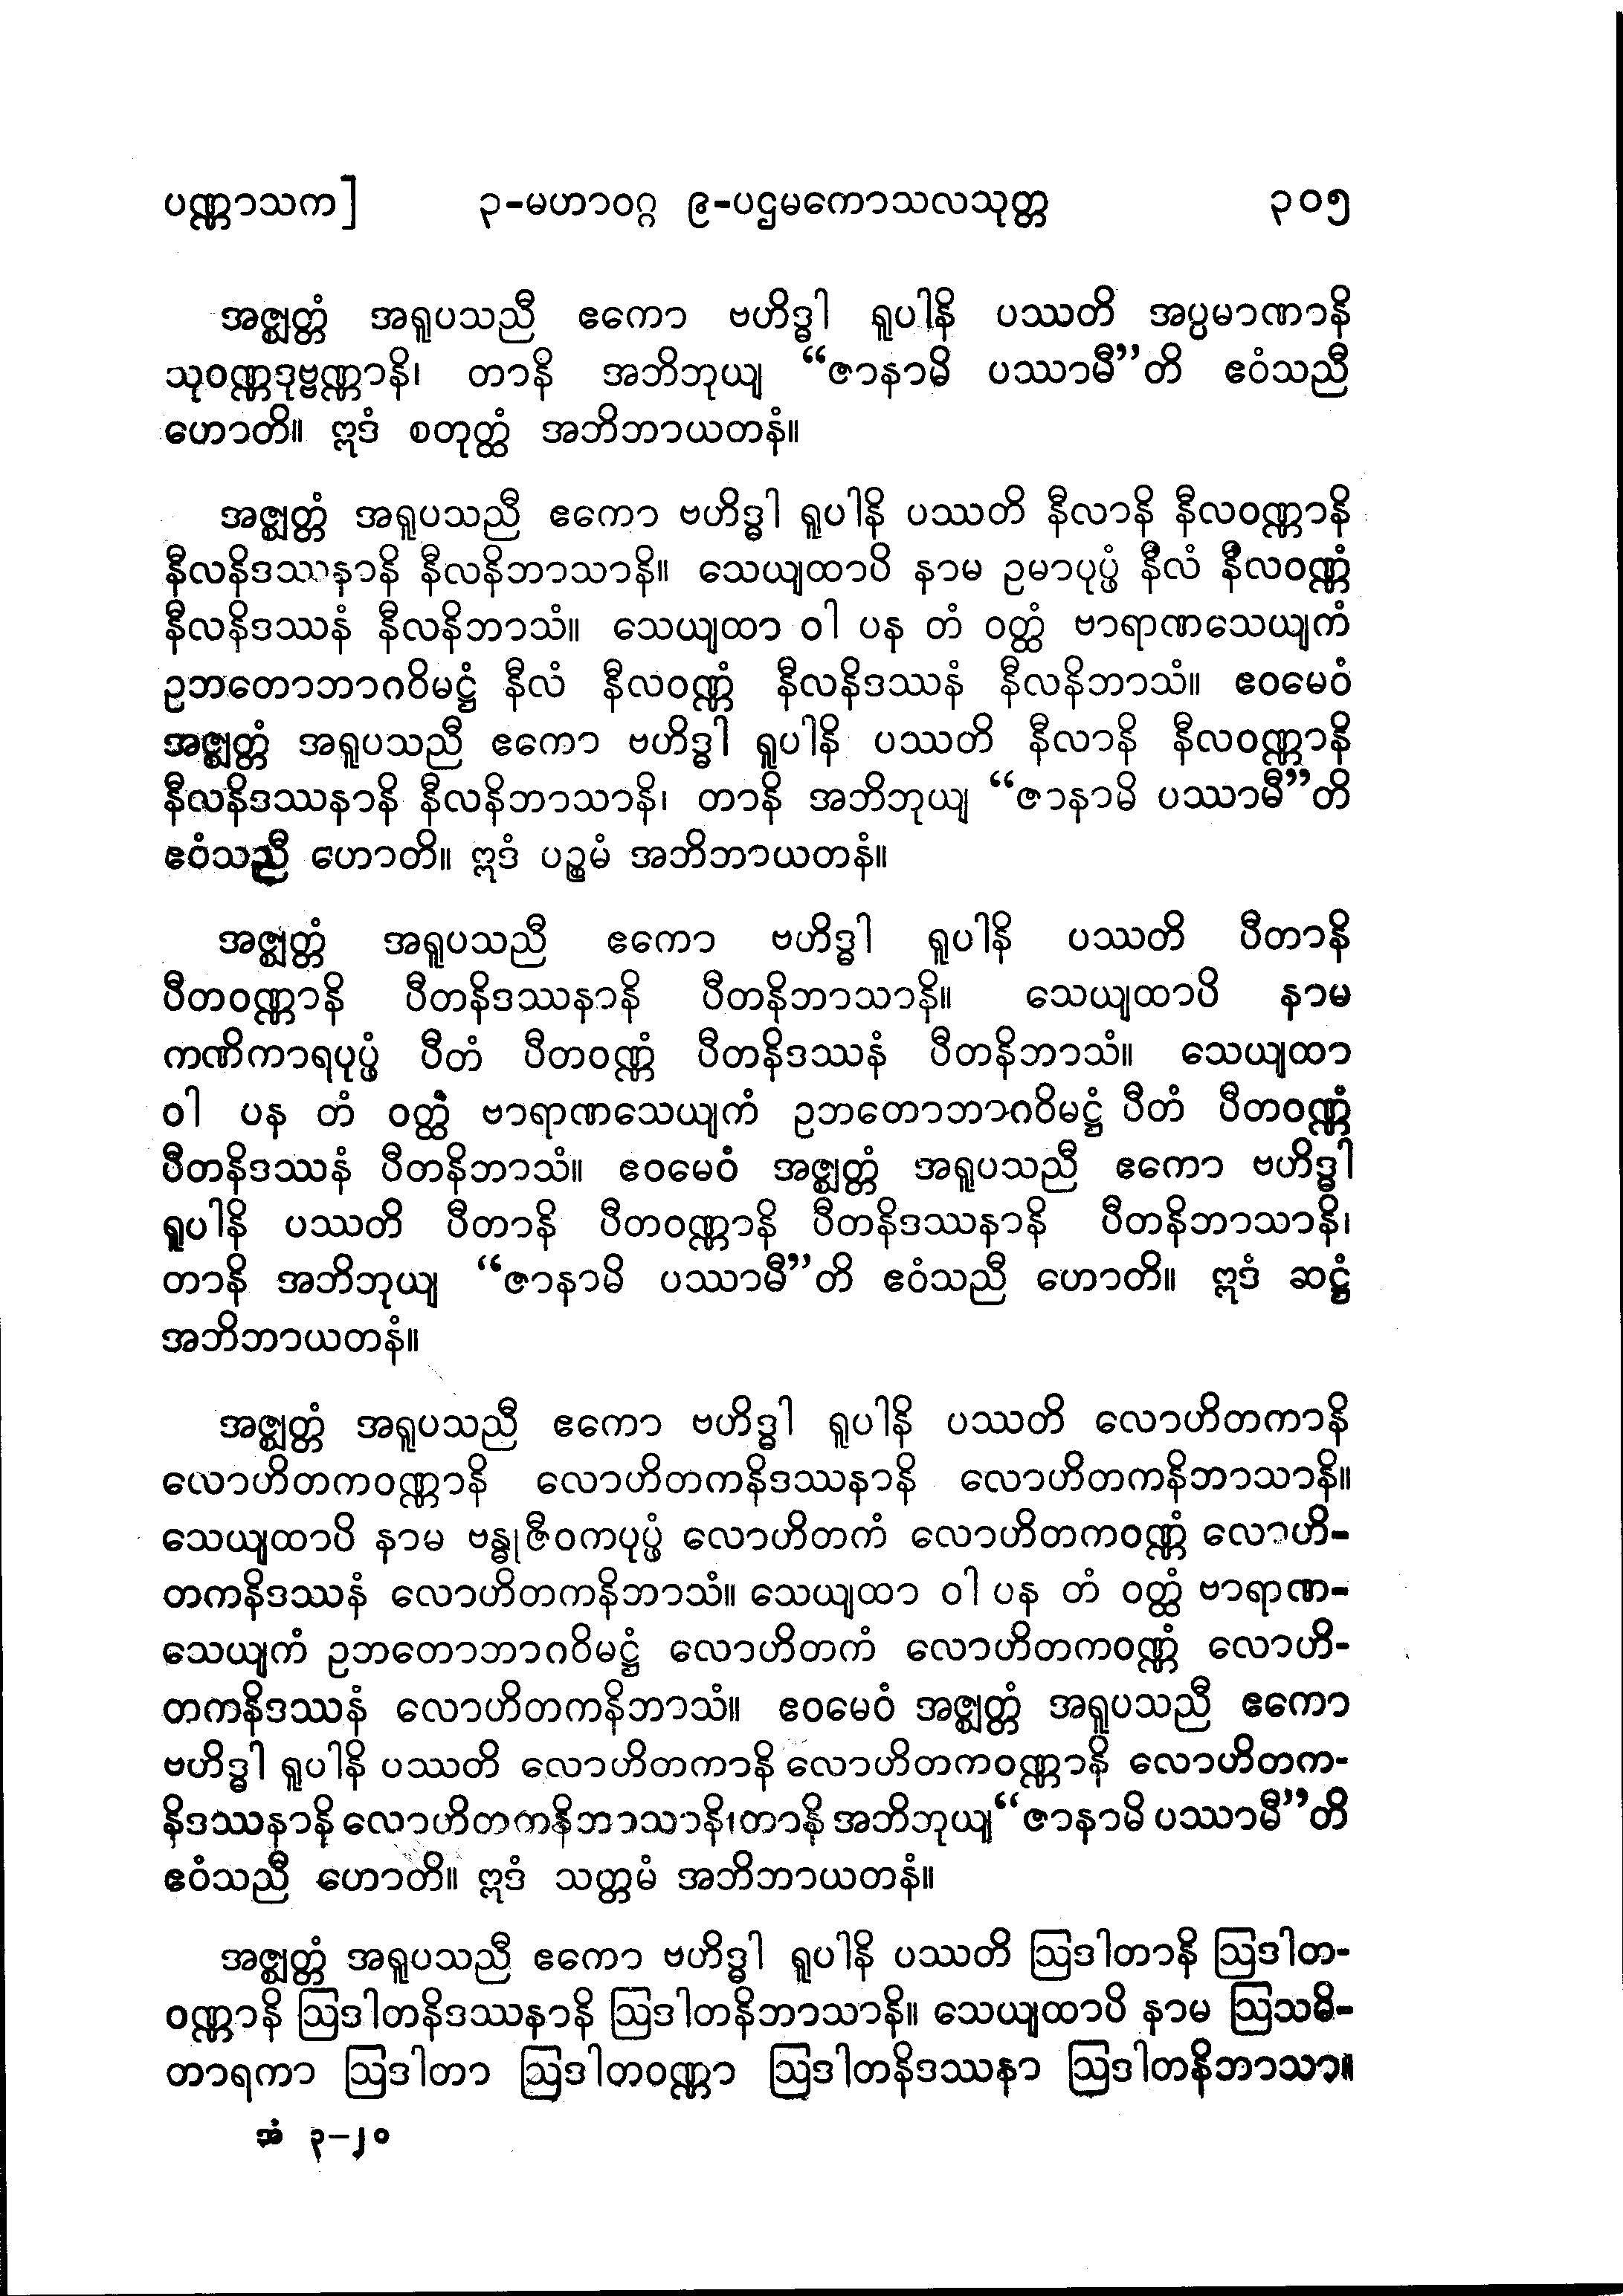 ပဏ္ဏာသက]	၃-မဟာဝဂ္ဂ ၉-ပဌမကောသလသုတ္တ	၃၀၅
အဇ္ဈတ္တံ အရူပသညီ ဧကော ဗဟိဒ္ဓါ ရူပါနိ ပဿတိ အပ္ပမာဏာနိ
သုဝဏ္ဏဒုဗ္ဗဏ္ဏာနိ၊ တာနိ အဘိဘုယျ “ဇာနာမိ ပဿာမီ”တိ ဧဝံသညီ
ဟောတိ။ ဣဒံ စတုတ္ထံ အဘိဘာယတနံ။
အဇ္ဈတ္တံ အရူပသညီ ဧကော ဗဟိဒ္ဓါ ရူပါနိ ပဿတိ နီလာနိ နီလဝဏ္ဏာနိ
နီလနိဒဿနာနိ နီလနိဘာသာနိ။ သေယျထာပိ နာမ ဥမာပုပ္ဖံ နီလံ နီလဝဏ္ဏံ
နီလနိဒဿနံ နီလနိဘာသံ။ သေယျထာ ဝါ ပန တံ ဝတ္ထံ ဗာရာဏသေယျကံ
ဥဘတောဘာဂဝိမဋ္ဌံ နီလံ နီလဝဏ္ဏံ နီလနိဒဿနံ နီလနိဘာသံ။ ဧဝမေဝံ
အဇ္ဈတ္တံ အရူပသညီ ဧကော ဗဟိဒ္ဓါ ရူပါနိ ပဿတိ နီလာနိ နီလဝဏ္ဏာနိ
နီလနိဒဿနာနိ နီလနိဘာသာနိ၊ တာနိ အဘိဘုယျ “ဇာနာမိ ပဿာမီ”တိ
ဧဝံသညီ ဟောတိ။ ဣဒံ ပဉ္စမံ အဘိဘာယတနံ။
အဇ္ဈတ္တံ အရူပသညီ ဧကော ဗဟိဒ္ဓါ ရူပါနိ ပဿတိ ပီတာနိ
ပီတဝဏ္ဏာနိ ပီတနိဒဿနာနိ ပီတနိဘာသာနိ။ သေယျထာပိ နာမ
ကဏိကာရပုပ္ဖံ ပီတံ ပီတဝဏ္ဏံ ပီတနိဒဿနံ ပီတနိဘာသံ။ သေယျထာ
ဝါ ပန တံ ဝတ္ထံ ဗာရာဏသေယျကံ ဥဘတောဘာဂဝိမဋ္ဌံ ပီတံ ပီတဝဏ္ဏံ
ပီတနိဒဿနံ ပီတနိဘာသံ။ ဧဝမေဝံ အဇ္ဈတ္တံ အရူပသညီ ဧကော ဗဟိဒ္ဓါ
ရူပါနိ ပဿတိ ပီတာနိ ပီတဝဏ္ဏာနိ ပီတနိဒဿနာနိ ပီတနိဘာသာနိ၊
တာနိ အဘိဘုယျ “ဇာနာမိ ပဿာမီ”တိ ဧဝံသညီ ဟောတိ။ ဣဒံ ဆဋ္ဌံ
အဘိဘာယတနံ။
အဇ္ဈတ္တံ အရူပသညီ ဧကော ဗဟိဒ္ဓါ ရူပါနိ ပဿတိ လောဟိတကာနိ
လောဟိတကဝဏ္ဏာနိ လောဟိတကနိဒဿနာနိ လောဟိတကနိဘာသာနိ။
သေယျထာပိ နာမ ဗန္ဓုဇီဝကပုပ္ဖံ လောဟိတကံ လောဟိတကဝဏ္ဏံ လောဟိ-
တကနိဒဿနံ လောဟိတကနိဘာသံ။ သေယျထာ ဝါ ပန တံ ဝတ္ထံ ဗာရာဏ-
သေယျကံ ဥဘတောဘာဂဝိမဋ္ဌံ လောဟိတကံ လောဟိတကဝဏ္ဏံ လောဟိ-
တကနိဒဿနံ လောဟိတကနိဘာသံ။ ဧဝမေဝံ အဇ္ဈတ္တံ အရူပသညီ ဧကော
ဗဟိဒ္ဓါ ရူပါနိ ပဿတိ လောဟိတကာနိ လောဟိတကဝဏ္ဏာနိ လောဟိတက-
နိဒဿနာနိ လောဟိတကနိဘာသာနိ၊တာနိ အဘိဘုယျ“ဇာနာမိ ပဿာမီ”တိ
ဧဝံသညီ ဟောတိ။ ဣဒံ သတ္တမံ အဘိဘာယတနံ။
အဇ္ဈတ္တံ အရူပသညီ ဧကော ဗဟိဒ္ဓါ ရူပါနိ ပဿတိ ဩဒါတာနိ ဩဒါတ-
ဝဏ္ဏာနိ ဩဒါတနိဒဿနာနိ ဩဒါတနိဘာသာနိ။ သေယျထာပိ နာမ ဩသဓိ-
တာရကာ ဩဒါတာ ဩဒါတဝဏ္ဏာ ဩဒါတနိဒဿနာ ဩဒါတနိဘာသာ။
အံ ၃-၂၀